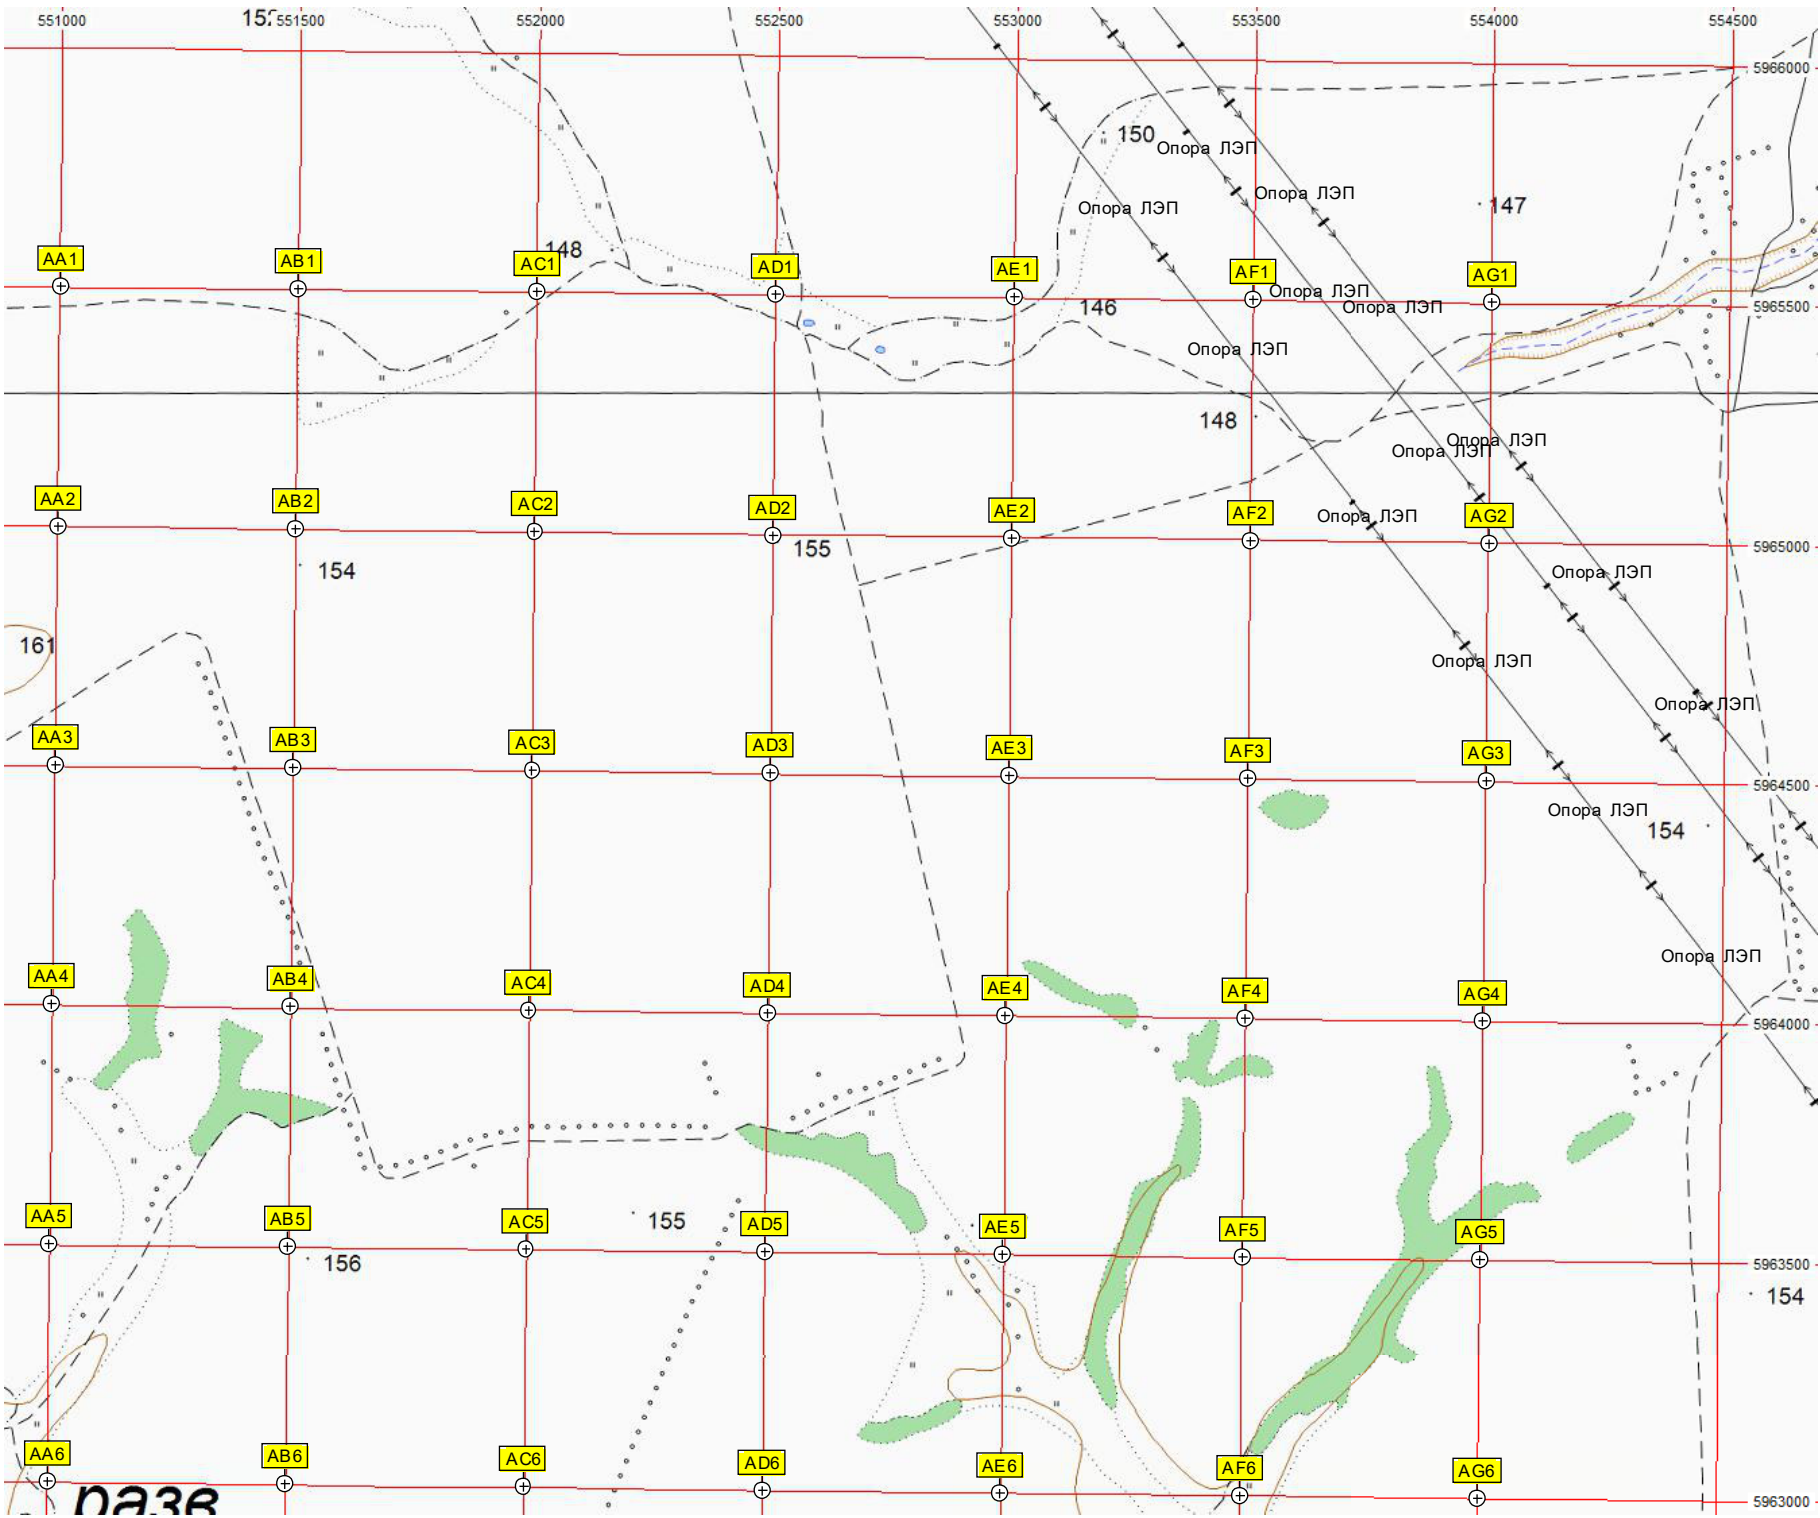 152
551000 551500 552000 552500 553000 553500 554000 554500
5966000
150
Опора ЛЭП
Опора ЛЭП
Опора ЛЭП
147
148
AA1 AB1 AC1 AD1 AE1 AF1 AG1
Опора ЛЭП
146
Опора ЛЭП
5965500
Опора ЛЭП
148
Опора ЛЭП
Опора ЛЭП
AA2 AB2 AC2 AD2 AE2 AF2 AG2
Опора ЛЭП
155
5965000
154
Опора ЛЭП
161
Опора ЛЭП
Опора ЛЭП
AA3 AB3 AC3 AD3 AE3 AF3 AG3
5964500
Опора ЛЭП
154
Опора ЛЭП
AA4 AB4 AC4 AD4 AE4 AF4 AG4
5964000
AA5 AB5 AC5 AD5 AE5 AF5 AG5
155
156
5963500
154
AA6 AB6 AC6 AD6 AE6 AF6 AG6
разв
5963000